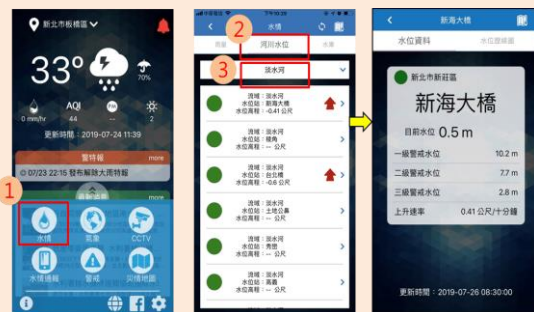 新北市板橋區
33°
70%
0 mm/hr
AQI
44
--
2
更新時間：2019-07-24 11:39
警特報
more
07/23 22:15 發布解除大雨特報
more
1
水情
氣象
CCTV
水情通報
警戒
災情地圖
2
水情
雨量
河川水位
3
淡水河
流域：淡水河
水位站：新海大橋
水位高程：-0.41 公尺
流域：淡水河
水位高程：-- 公尺
流域：淡水河
水位站：台北橋
水位高程：-0.6 公尺
流域：淡水河
水位站：土地公鼻
水位高程：-- 公尺
流域：淡水河
水位站：秀朗
水位高程：-- 公尺
流域：淡水河
水位高程：-- 公尺
新海大橋
水位資料
水位歷線圖
新北市新莊區
新海大橋
目前水位 0.5 m
一級警戒水位 10.2 m
二級警戒水位 7.7 m
三級警戒水位 2.8 m
上升速率 0.41 公尺/十分鐘
更新時間：2019-07-26 08:30:00